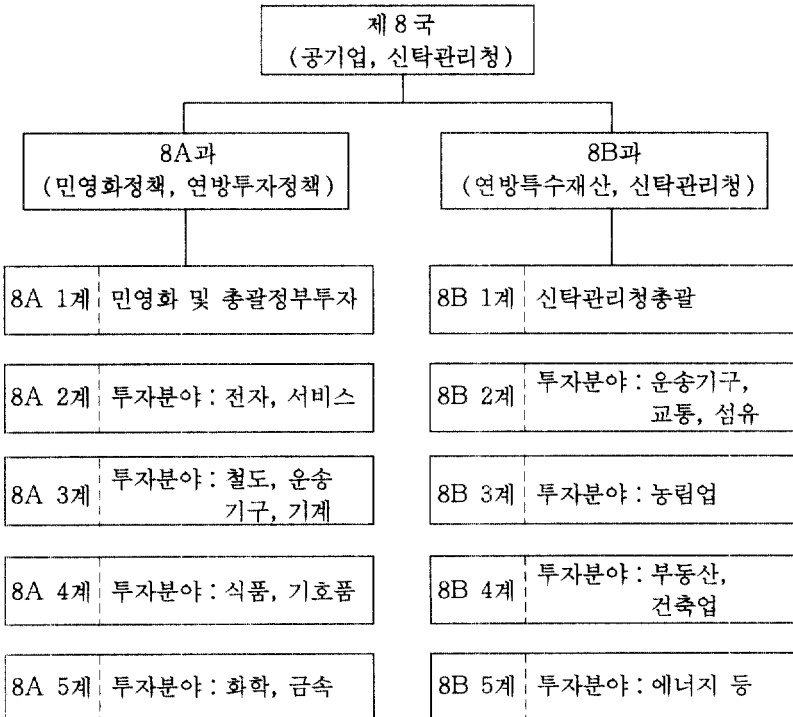 제 8 국
(공기업, 신탁관리청)
8A과
(민영화정책, 연방투자정책)
8B과
(연방특수재산, 신탁관리청)
8A 1계 민영화 및 총괄정부투자
8A 2계 투자분야 : 전자, 서비스
8A 3계 투자분야 : 철도, 운송
기구, 기계
8A 4계 투자분야 : 식품, 기호품
8A 5계 투자분야 : 화학, 금속
8B 1계 신탁관리청총괄
8B 2계 투자분야 : 운송기구,
교통, 섬유
8B 3계 투자분야 : 농림업
8B 4계 투자분야 : 부동산,
건축업
8B 5계 투자분야 : 에너지 등